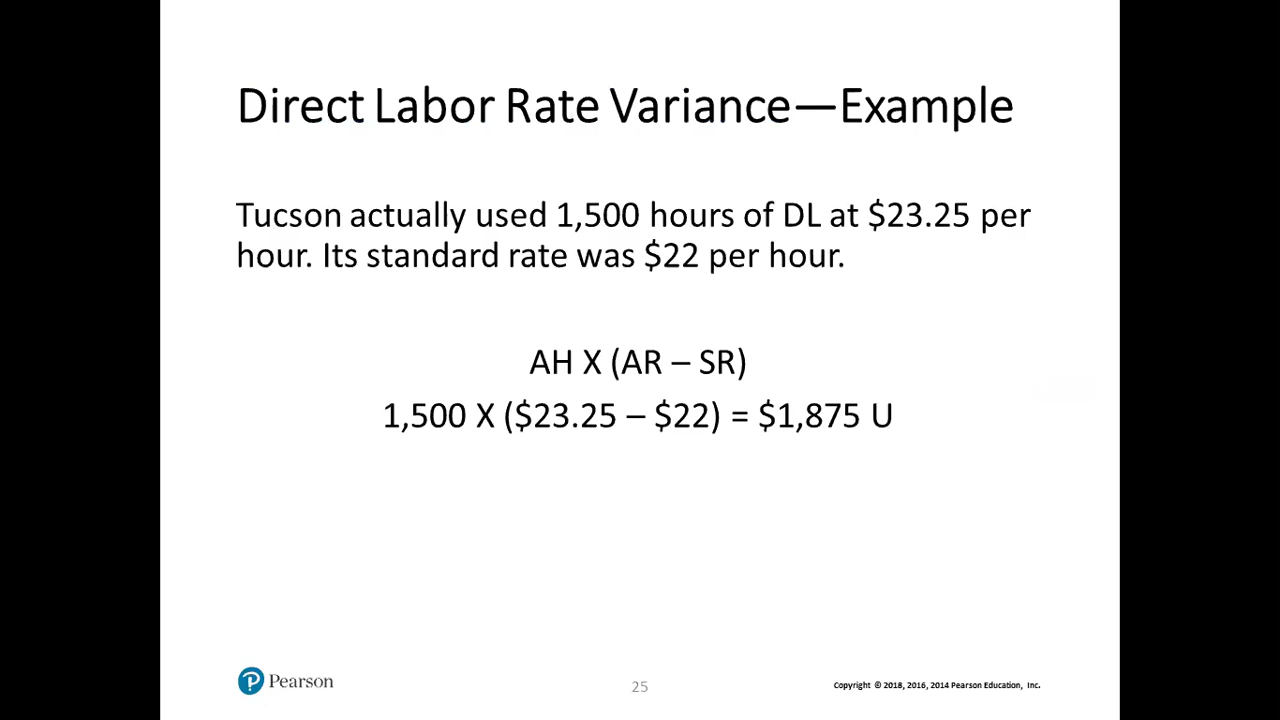 Direct Labor Rate Variance—Example
Tucson actually used 1,500 hours of DL at $23.25 per
hour. Its standard rate was $22 per hour.
AH X (AR – SR)
1,500 X ($23.25 – $22) = $1,875 U
Pearson
25
Copyright © 2018, 2016, 2014 Pearson Education, Inc.